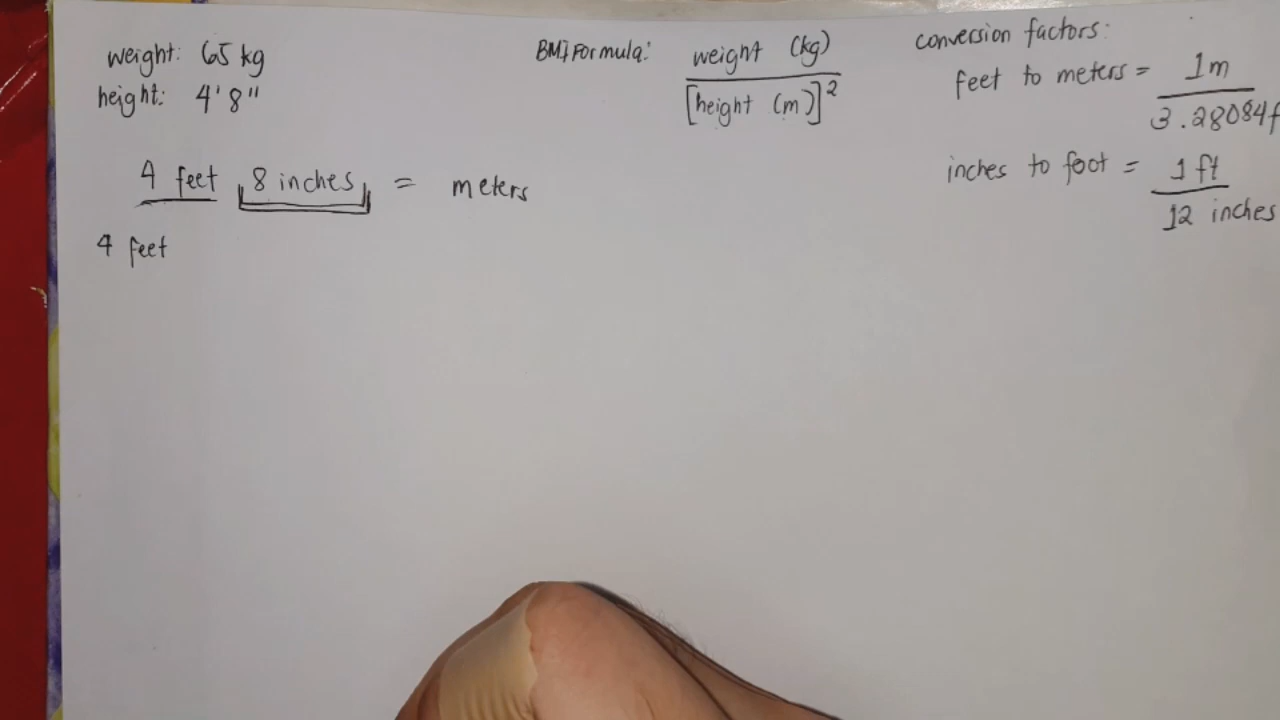 weight: 65 kg
height: 4'8"
4 feet 8 inches = meters
4 feet
BMI Formula: weight (kg)
[height (m)]2
conversion factors:
feet to meters = 1m
3.28084f
inches to foot = 1 ft
12 inches